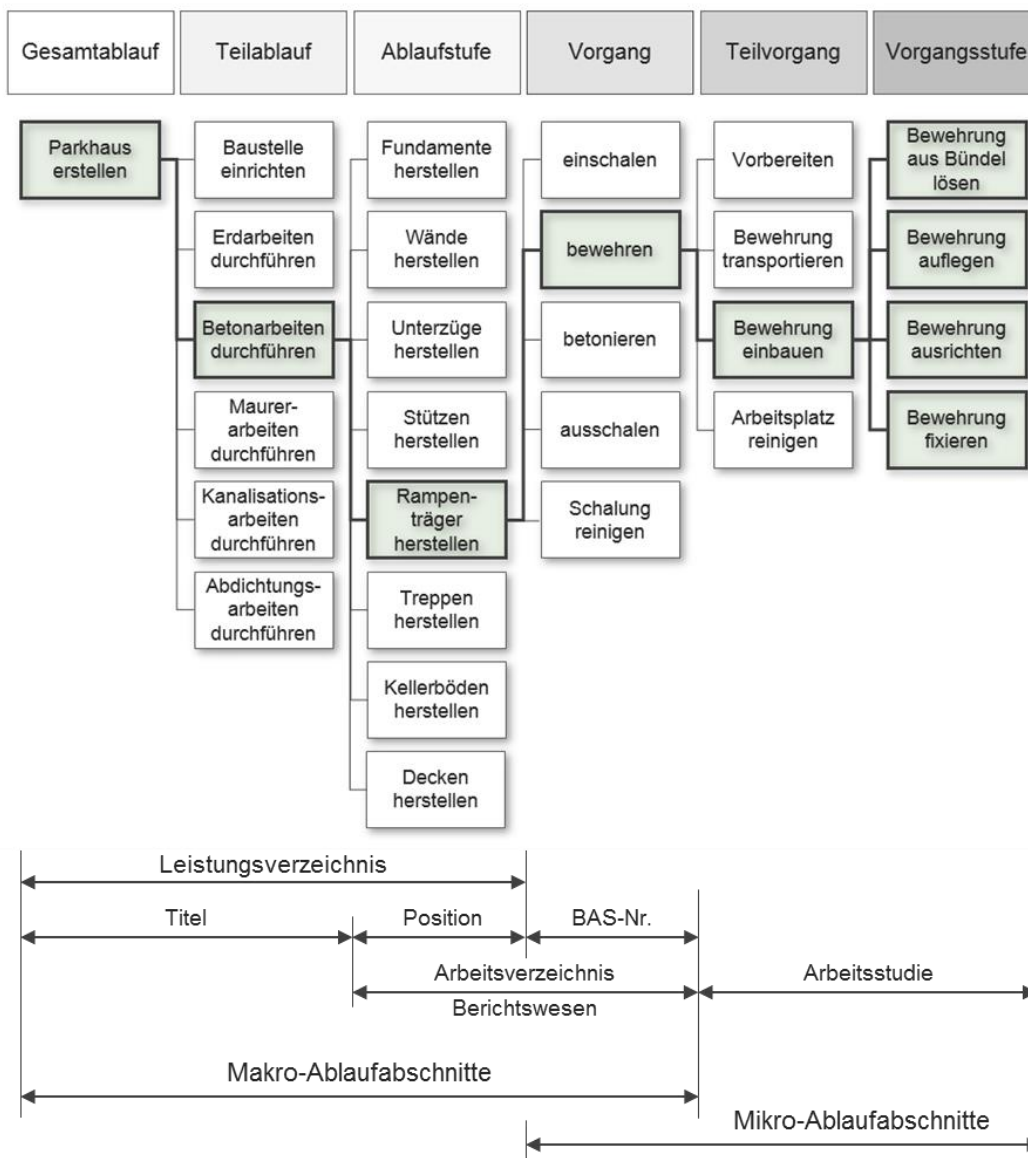 Gesamtablauf
Teilablauf
Ablaufstufe
Vorgang
Teilvorgang
Vorgangsstufe
Parkhaus
erstellen
Baustelle
einrichten
Erdarbeiten
durchführen
Betonarbeiten
durchführen
Maurer-
arbeiten
durchführen
Kanalisations-
arbeiten
durchführen
Abdichtungs-
arbeiten
durchführen
Fundamente
herstellen
Wände
herstellen
Unterzüge
herstellen
Stützen
herstellen
Rampen-
träger
herstellen
Treppen
herstellen
Kellerböden
herstellen
Decken
herstellen
einschalen
bewehren
betonieren
ausschalen
Schalung
reinigen
Vorbereiten
Bewehrung
transportieren
Bewehrung
einbauen
Arbeitsplatz
reinigen
Bewehrung
aus Bündel
lösen
Bewehrung
auflegen
Bewehrung
ausrichten
Bewehrung
fixieren
Leistungsverzeichnis
Titel
Position
BAS-Nr.
Arbeitsverzeichnis
Arbeitsstudie
Berichtswesen
Makro-Ablaufabschnitte
Mikro-Ablaufabschnitte